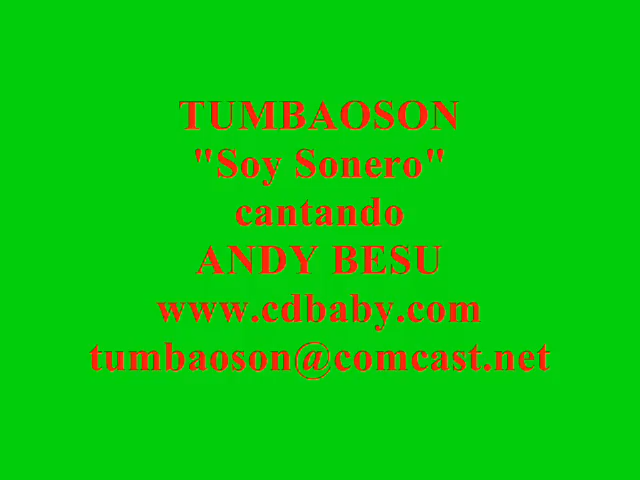 TUMBAOSON
"Soy Sonero"
cantando
ANDY BESU
www.cdbaby.com
tumbaoson@comcast.net